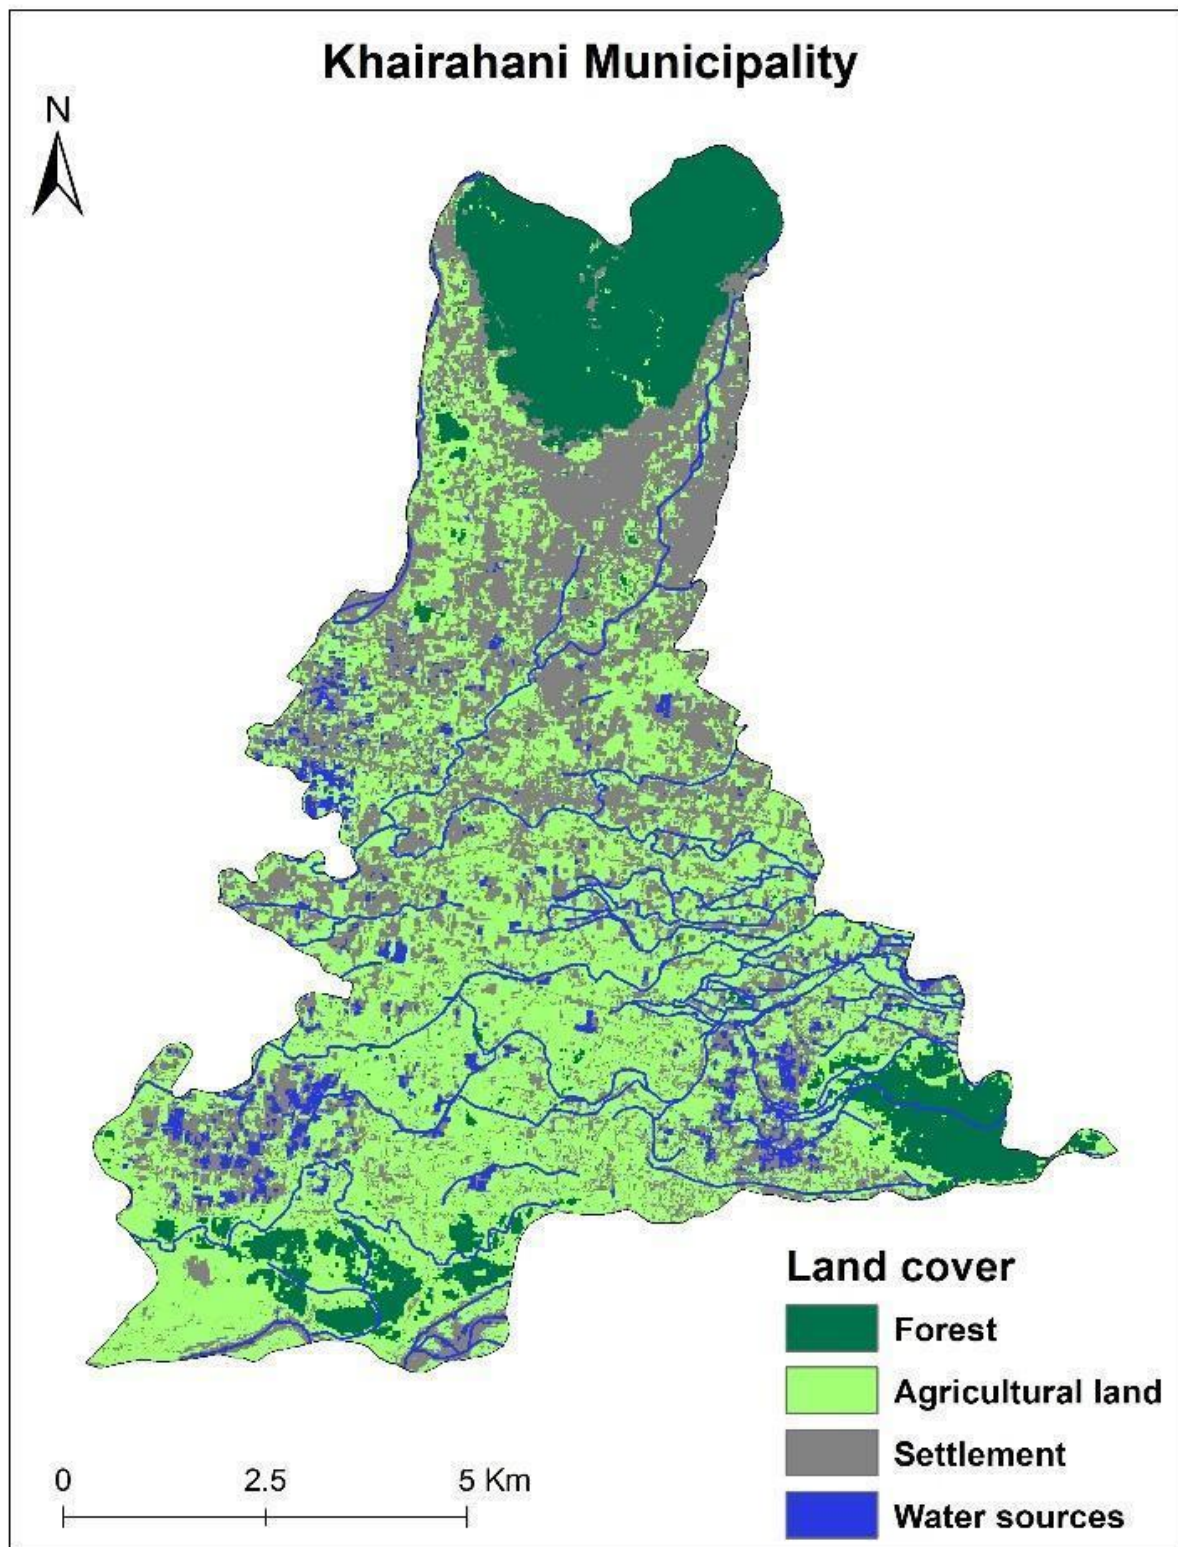 Khairahani Municipality
N
Land cover
Forest
Agricultural land
Settlement
Water sources
0 2.5 5 Km